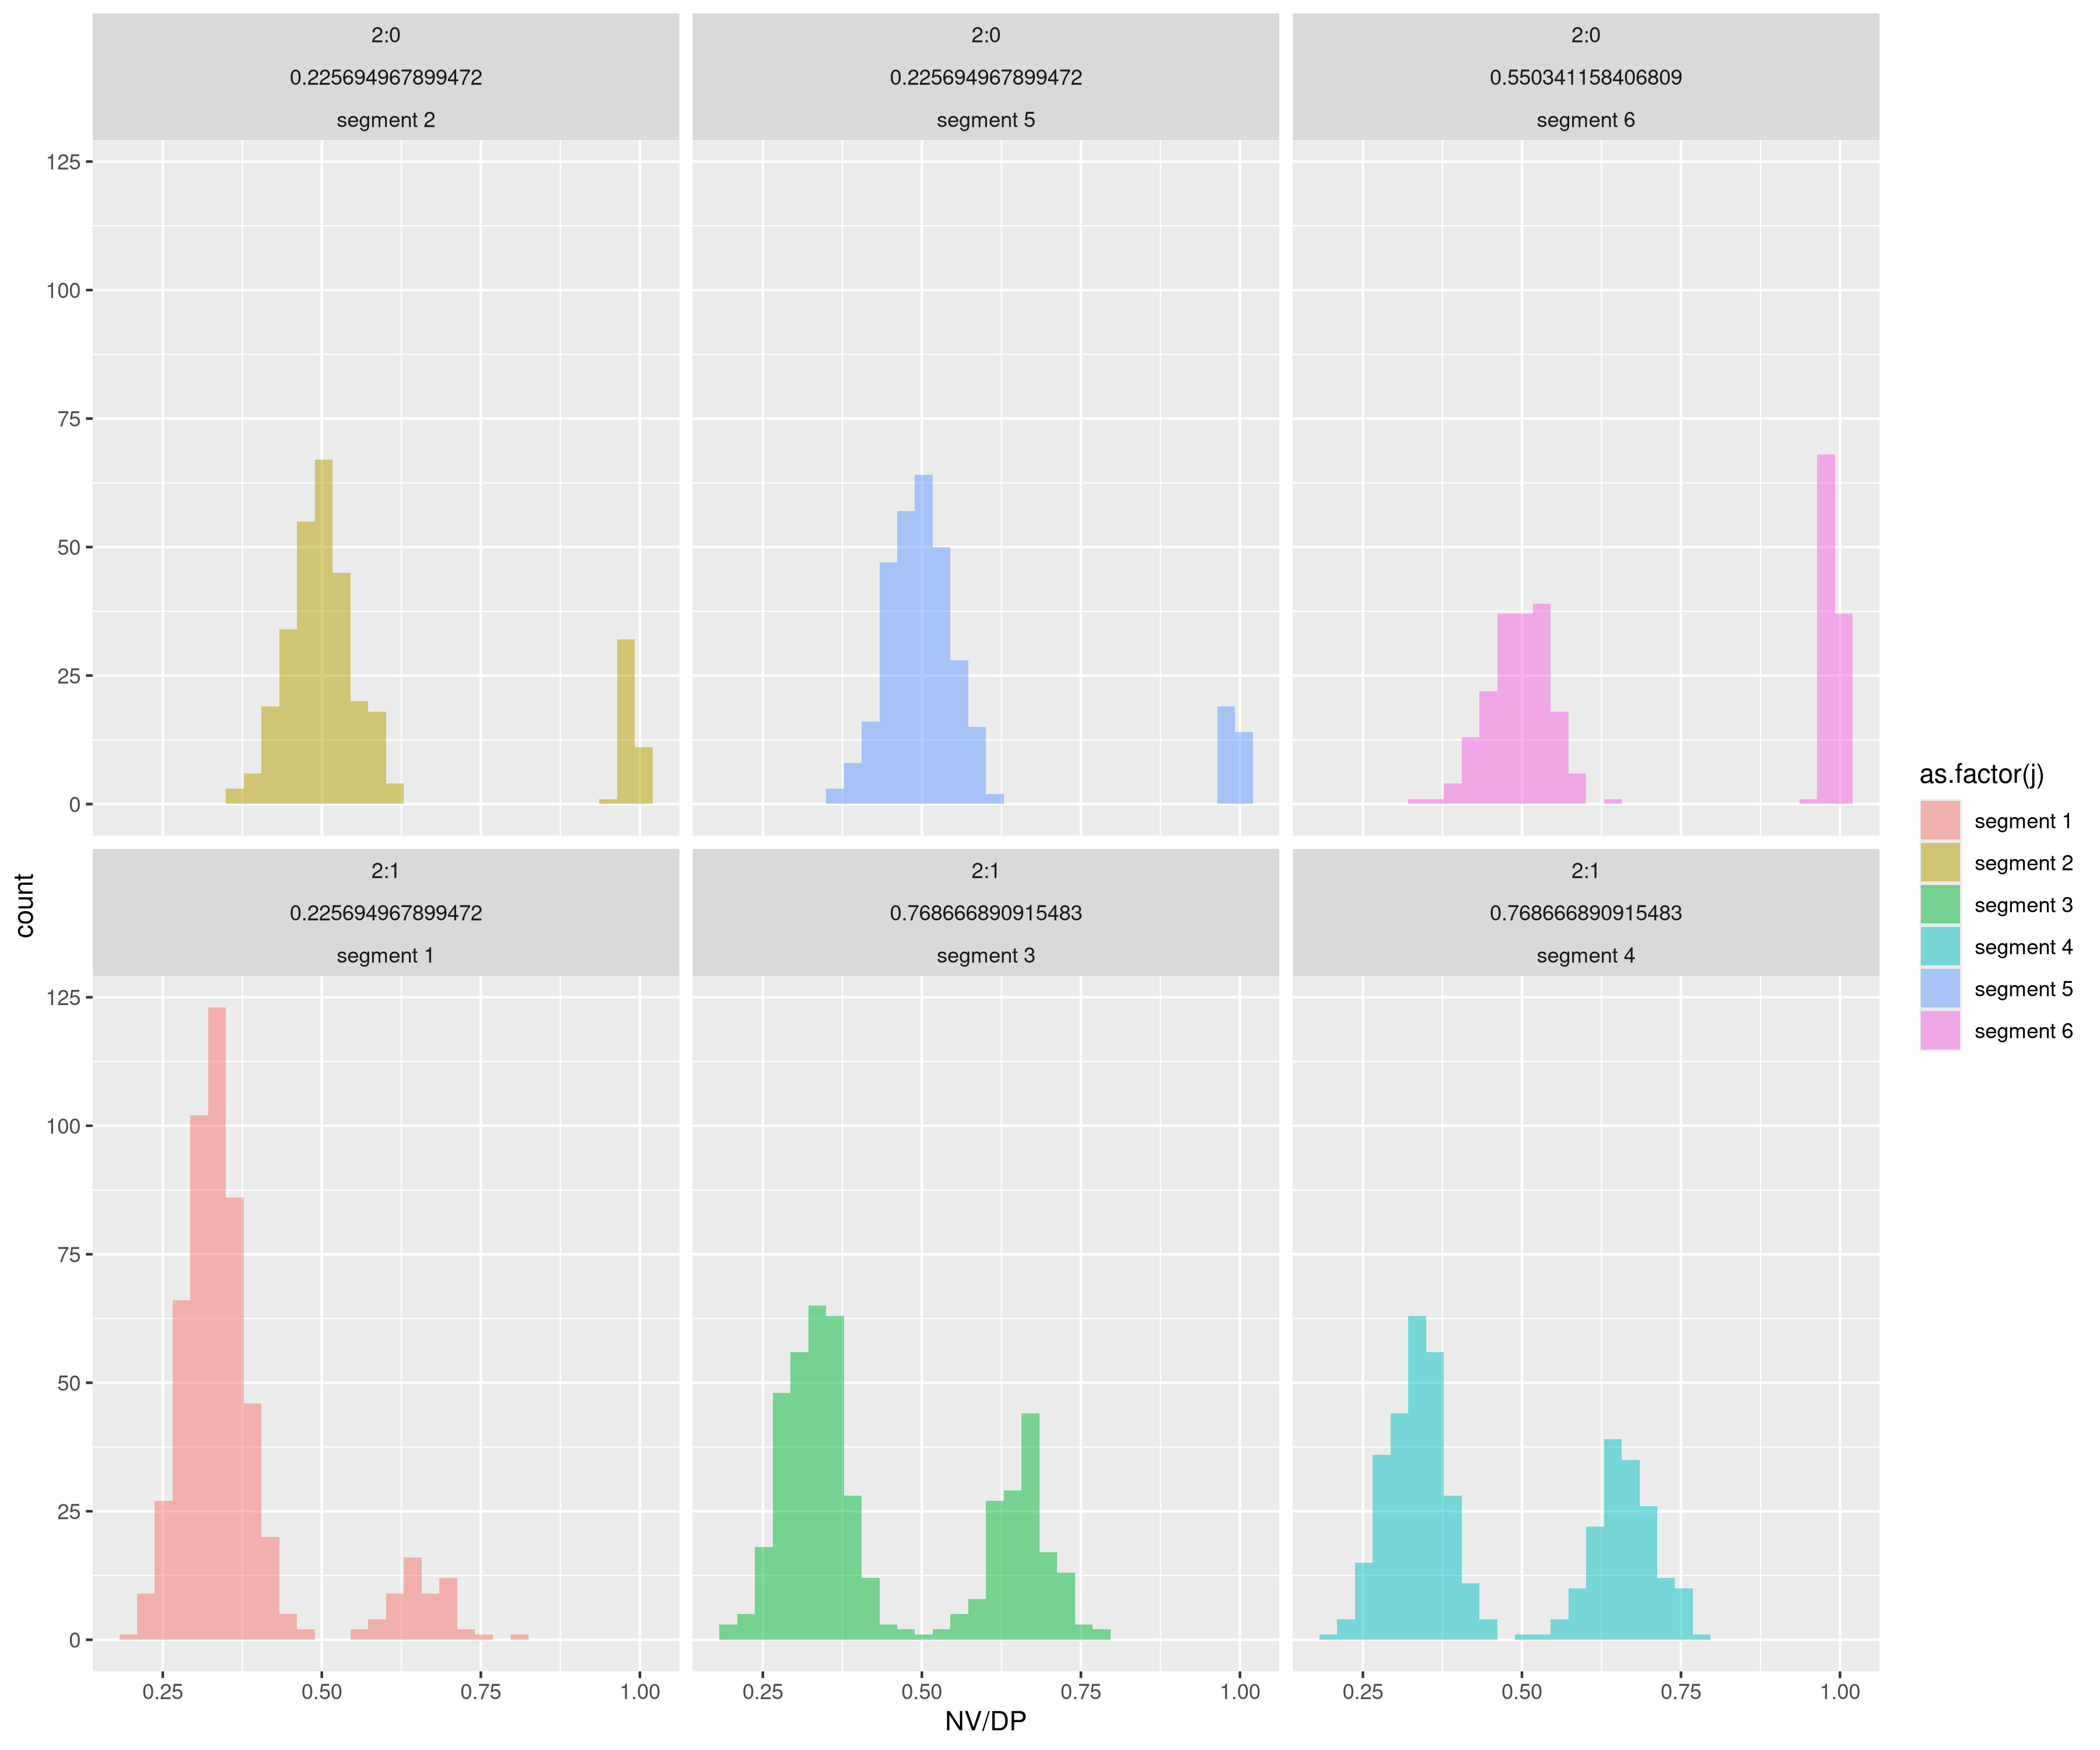 2:0
0.225694967899472
segment 2
2:0
0.225694967899472
segment 5
2:0
0.550341158406809
segment 6
125
100
75
50
25
0
2:1
0.225694967899472
segment 1
2:1
0.768666890915483
segment 3
2:1
0.768666890915483
segment 4
125
100
75
50
25
0
0.25 0.50 0.75 1.00
0.25 0.50 0.75 1.00
0.25 0.50 0.75 1.00
NV/DP
count
as.factor(j)
segment 1
segment 2
segment 3
segment 4
segment 5
segment 6